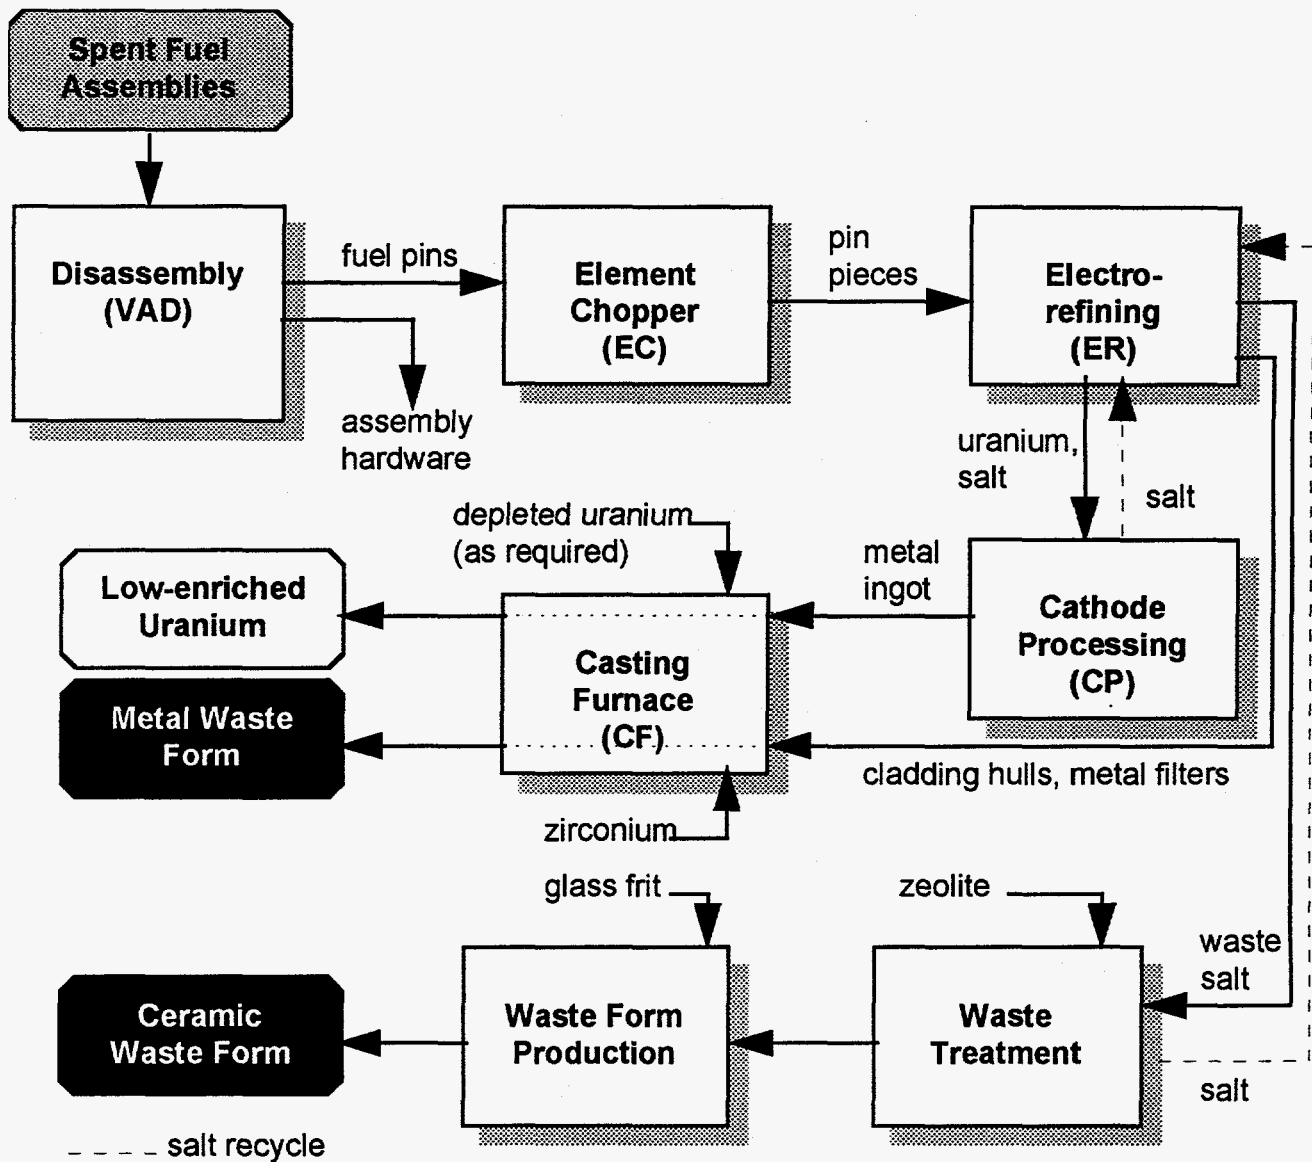 Spent Fuel
Assemblies
Disassembly
(VAD)
fuel pins
assembly
hardware
Element
Chopper
(EC)
pin
pieces
Electro-
refining
(ER)
uranium,
salt
salt
depleted uranium
(as required)
metal
ingot
Low-enriched
Uranium
Casting
Furnace
(CF)
Cathode
Processing
(CP)
Metal Waste
Form
cladding hulls, metal filters
zirconium
glass frit
zeolite
waste
salt
Ceramic
Waste Form
Waste Form
Production
Waste
Treatment
salt
---- salt recycle